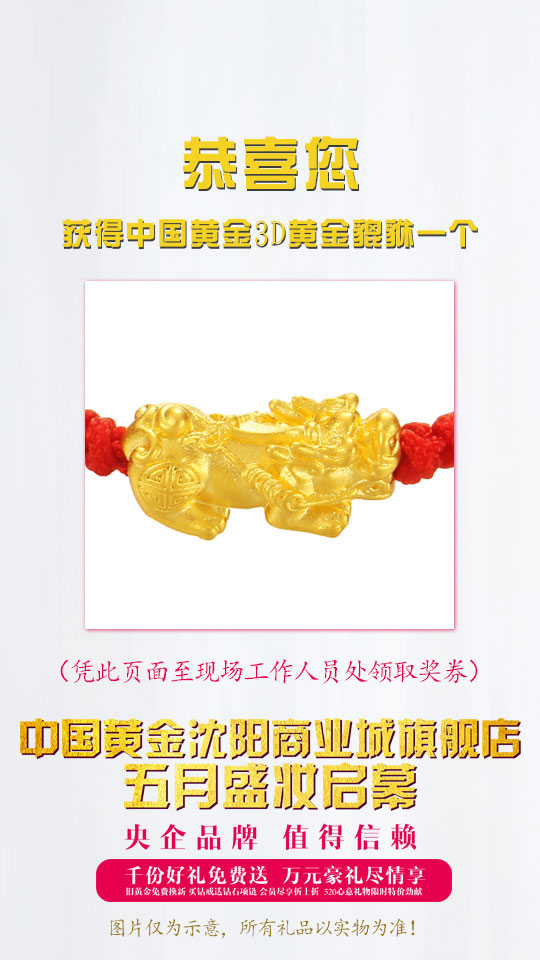 恭喜您
获得中国黄金3D黄金貔貅一个
（凭此页面至现场工作人员处领取奖券）
中国黄金沈阳商业城旗舰店
五月盛妆启幕
央企品牌 值得信赖
千份好礼免费送 万元豪礼尽情享
旧黄金免费换新 买钻戒或送钻石项链 会员尽享折上折 520心意礼物限时特价劲献
图片仅为示意，所有礼品以实物为准！